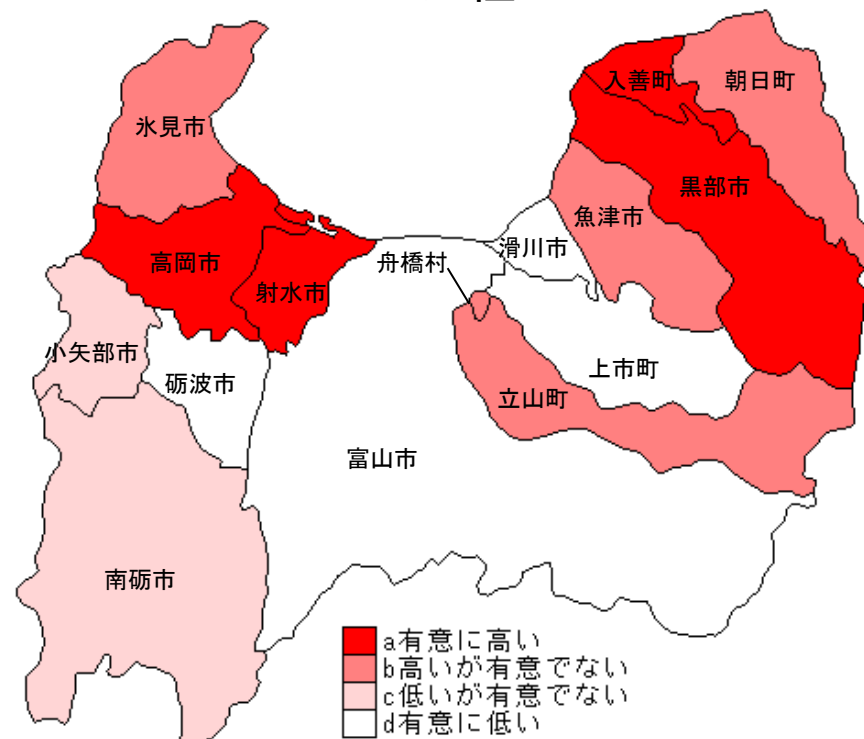 入善町
朝日町
氷見市
黒部市
魚津市
高岡市
舟橋村
滑川市
射水市
小矢部市
砺波市
上市町
立山町
富山市
南砺市
a有意に高い
b高いが有意でない
c低いが有意でない
d有意に低い